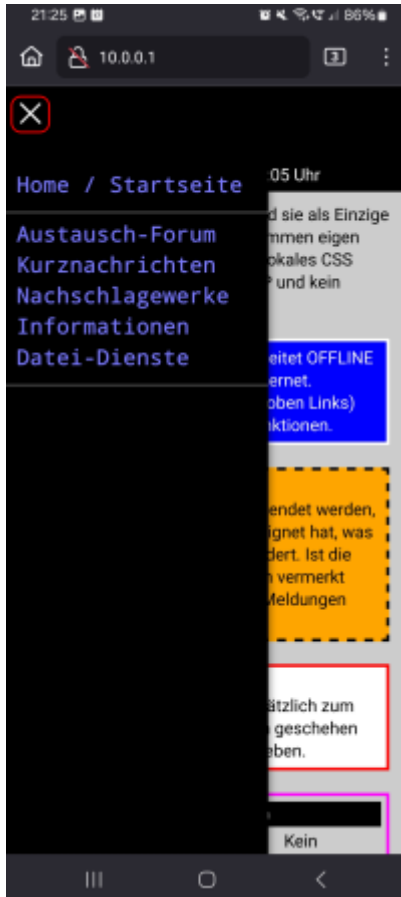 21:25
86%
10.0.0.1
3
:05 Uhr
Home / Startseite
d sie als Einzige
mmen eigen
okales CSS
und kein
Austausch-Forum
Kurznachrichten
Nachschlagewerke
Informationen
Datei-Dienste
eitet OFFLINE
ernet.
oben Links)
nktionen.
endet werden,
ignet hat, was
dert. Ist die
n vermerkt
Meldungen
ätzlich zum
geschehen
eben.
Kein